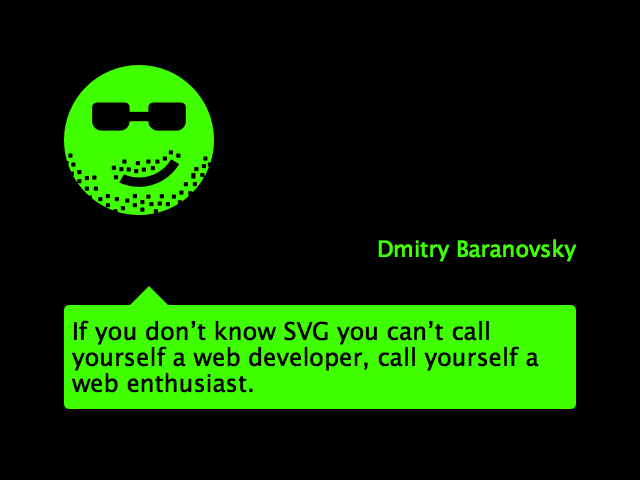 Dmitry Baranovsky
If you don’t know SVG you can’t call
yourself a web developer, call yourself a
web enthusiast.